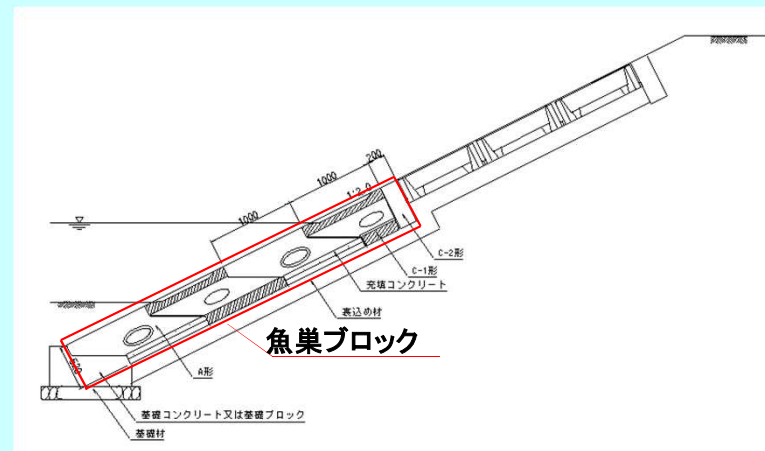 200
1000
1:2.0
1000
C-2形
C-1形
充填コンクリート
裏込め材
魚巣ブロック
520
A形
基礎コンクリート又は基礎ブロック
基礎材